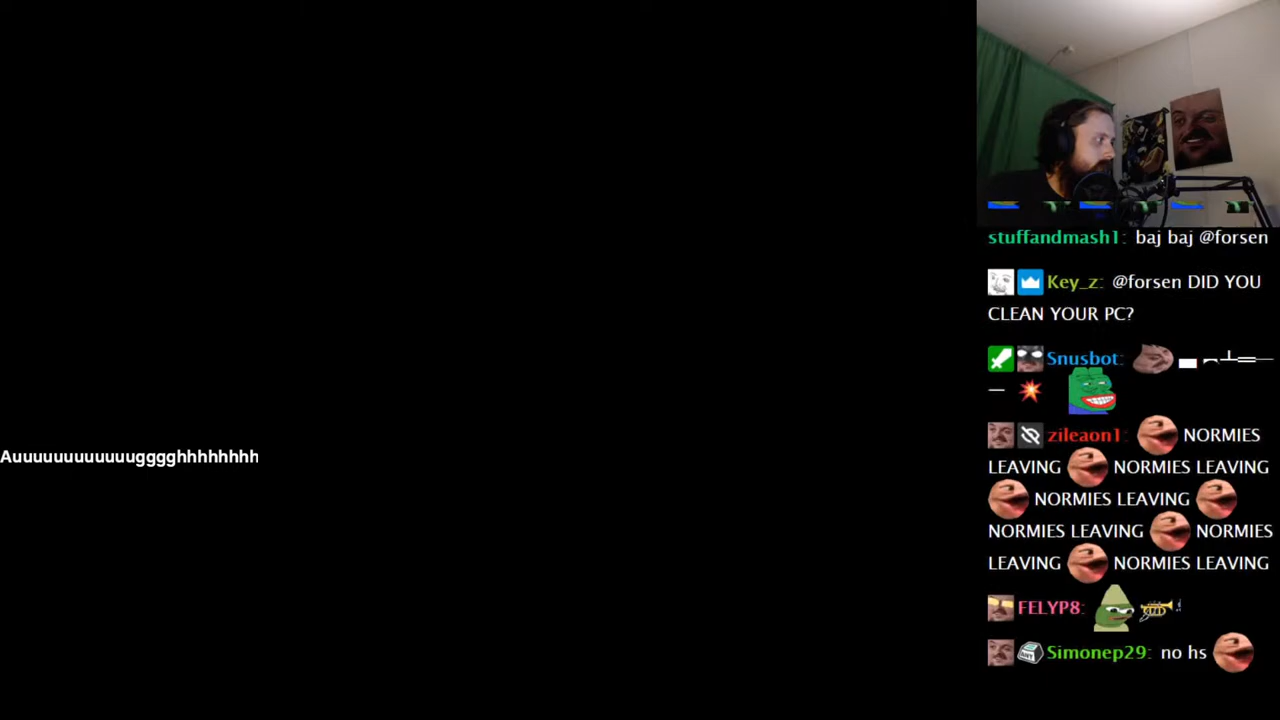 stuffandmash1: baj baj @forsen
Key_z: @forsen DID YOU
CLEAN YOUR PC?
Snusbot:
Auuuuuuuuuuuuggggghhhhhhhh
zileaon1: NORMIES
LEAVING NORMIES LEAVING
NORMIES LEAVING
NORMIES LEAVING NORMIES
LEAVING NORMIES LEAVING
FELYP8:
Simonep29: no hs